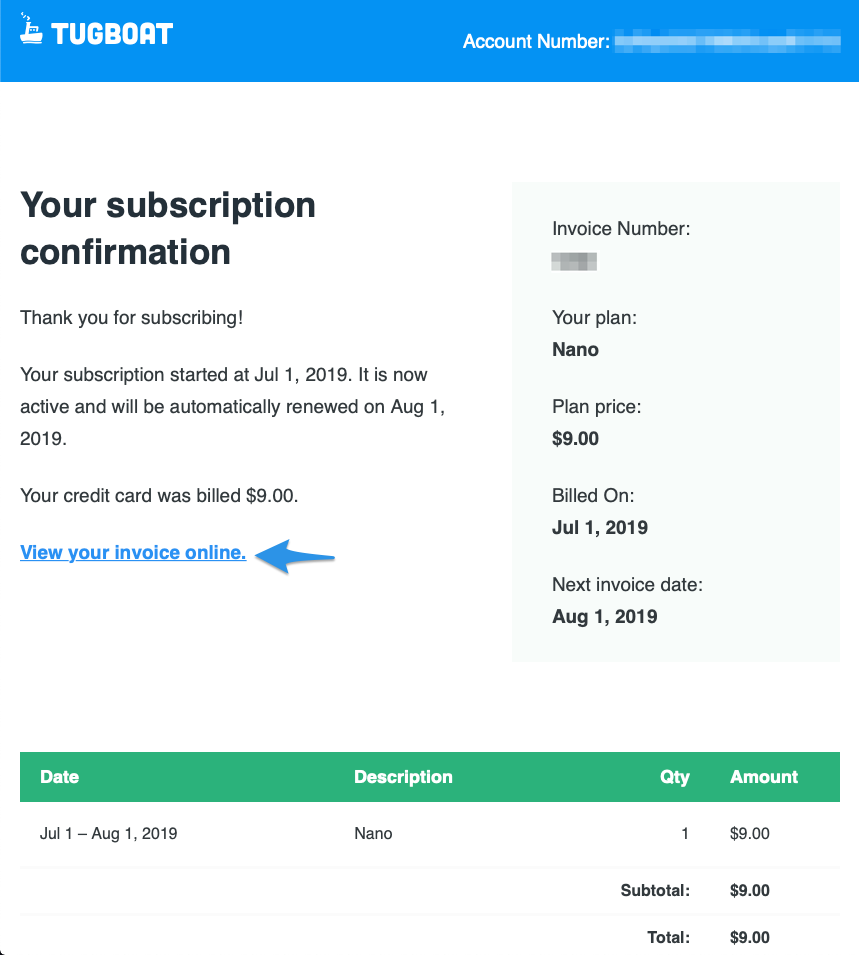 TUGBOAT
Account Number:
Your subscription
confirmation
Thank you for subscribing!
Your subscription started at Jul 1, 2019. It is now
active and will be automatically renewed on Aug 1,
2019.
Your credit card was billed $9.00.
View your invoice online.
Invoice Number:
Your plan:
Nano
Plan price:
$9.00
Billed On:
Jul 1, 2019
Next invoice date:
Aug 1, 2019
Date Description Qty Amount
Jul 1 – Aug 1, 2019 Nano 1 $9.00
Subtotal: $9.00
Total: $9.00